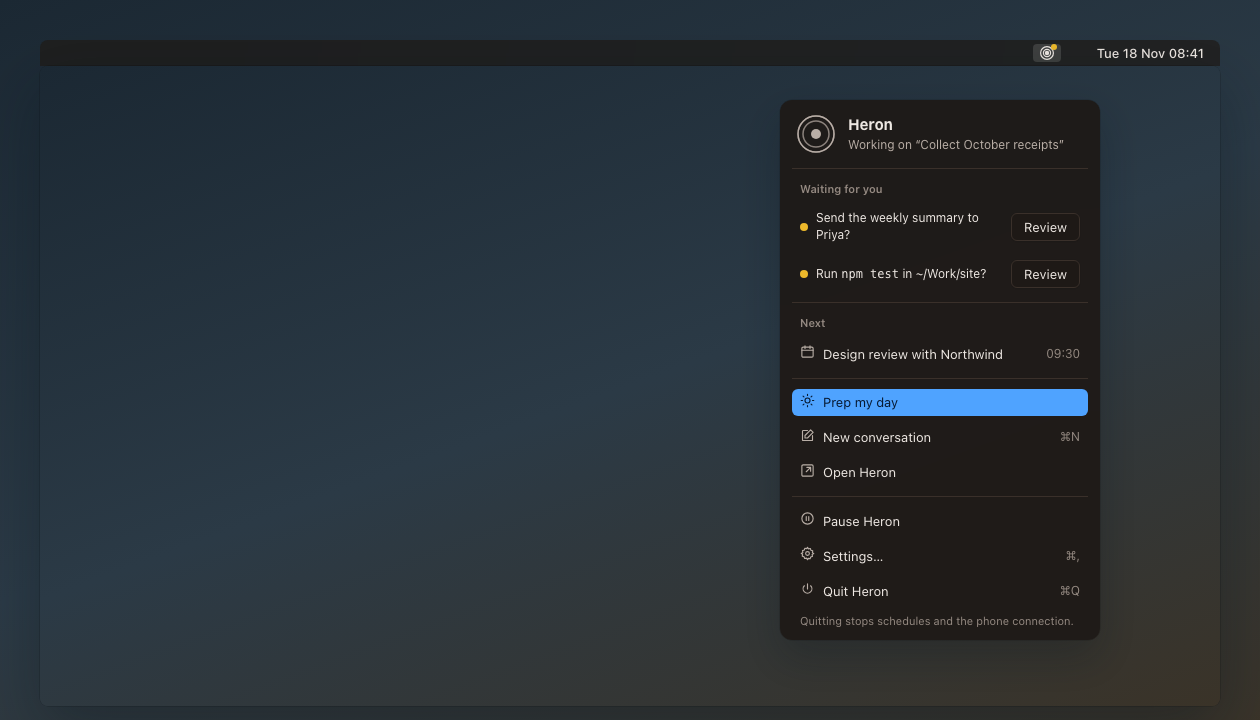 Tue 18 Nov 08:41
Heron
Working on “Collect October receipts”
Waiting for you
Send the weekly summary to
Priya?
Review
Run npm test in ~/Work/site?
Review
Next
Design review with Northwind 09:30
Prep my day
New conversation ⌘N
Open Heron
Pause Heron
Settings… ⌘,
Quit Heron ⌘Q
Quitting stops schedules and the phone connection.